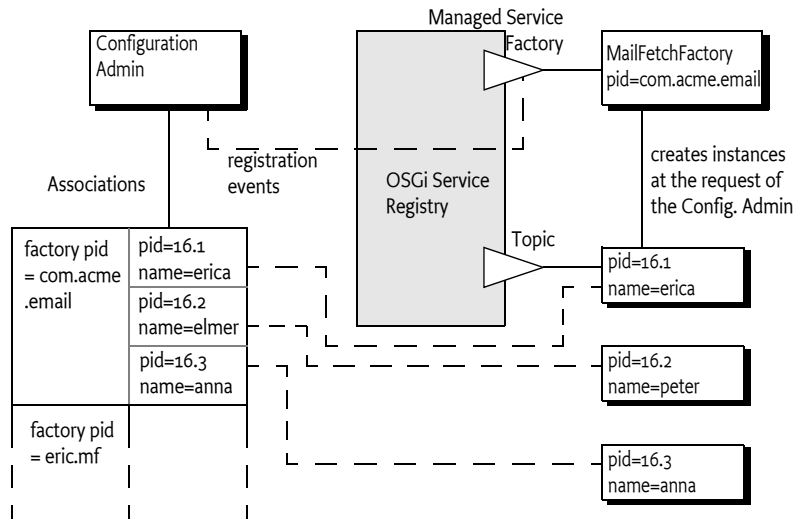 Managed Service
Factory
Configuration
Admin
MailFetchFactory
pid=com.acme.email
registration
events
creates instances
at the request of
the Config. Admin
Associations
OSGi Service
Registry
Topic
factory pid
= com.acme
.email
pid=16.1
name=erica
pid=16.2
name=elmer
pid=16.3
name=anna
pid=16.1
name=erica
pid=16.2
name=peter
factory pid
= eric.mf
pid=16.3
name=anna